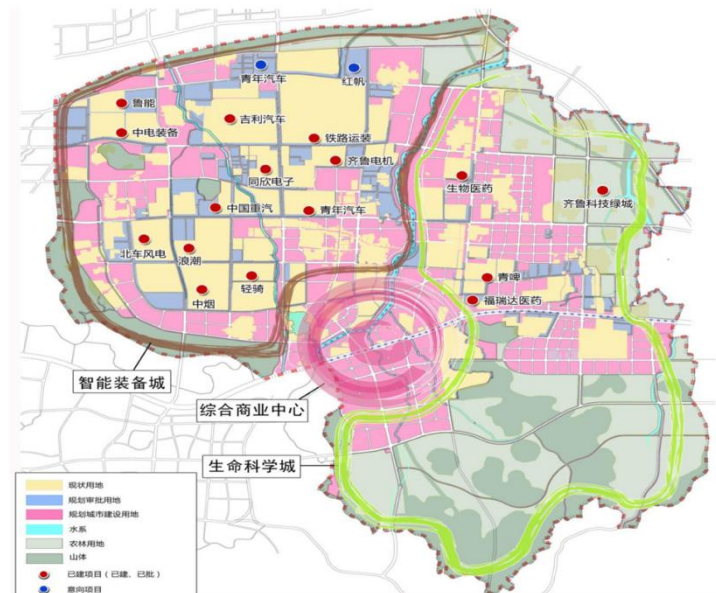 青年汽车
红帆
鲁能
吉利汽车
中电装备
铁路运装
齐鲁电机
同欣电子
生物医药
齐鲁科技绿城
中国重汽
青年汽车
北车风电
浪潮
青啤
轻骑
中烟
福瑞达医药
智能装备城
综合商业中心
生命科学城
现状用地
规划审批用地
规划城市建设用地
水系
农林用地
山体
已建项目（已建、已批）
意向项目